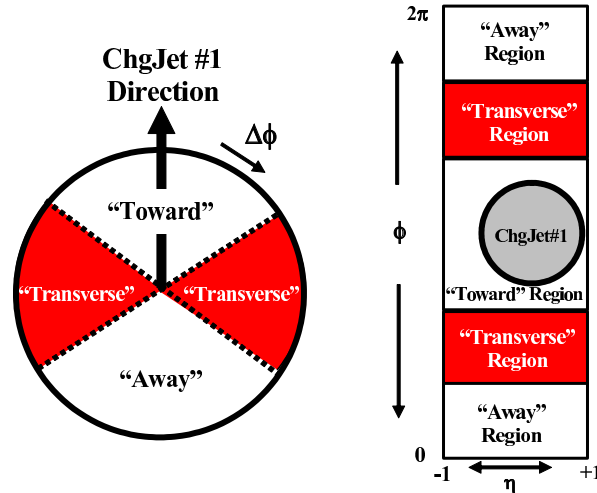 ChgJet #1
Direction
Δϕ
“Toward”
“Transverse” “Transverse”
“Away”
2π
“Away”
Region
“Transverse”
Region
ϕ
ChgJet#1
“Toward” Region
“Transverse”
Region
“Away”
Region
0
-1 η +1